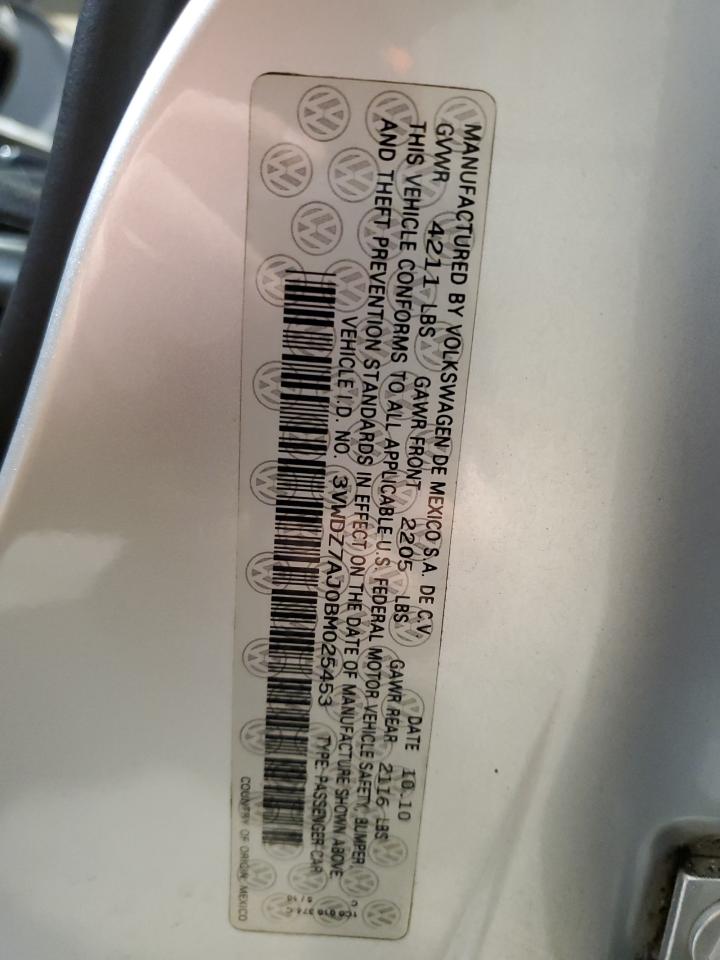 MANUFACTURED BY VOLKSWAGEN DE MEXICO S.A. DE C.V. DATE 10.10
GVWR 4211 LBS GAWR FRONT 2205 LBS GAWR REAR 2116 LBS
THIS VEHICLE CONFORMS TO ALL APPLICABLE U.S. FEDERAL MOTOR VEHICLE SAFETY, BUMPER,
AND THEFT PREVENTION STANDARDS IN EFFECT ON THE DATE OF MANUFACTURE SHOWN ABOVE.
VEHICLE I.D. NO. 3VWDZ7AJ0BM025453 TYPE: PASSENGER CAR
COUNTRY OF ORIGIN: MEXICO